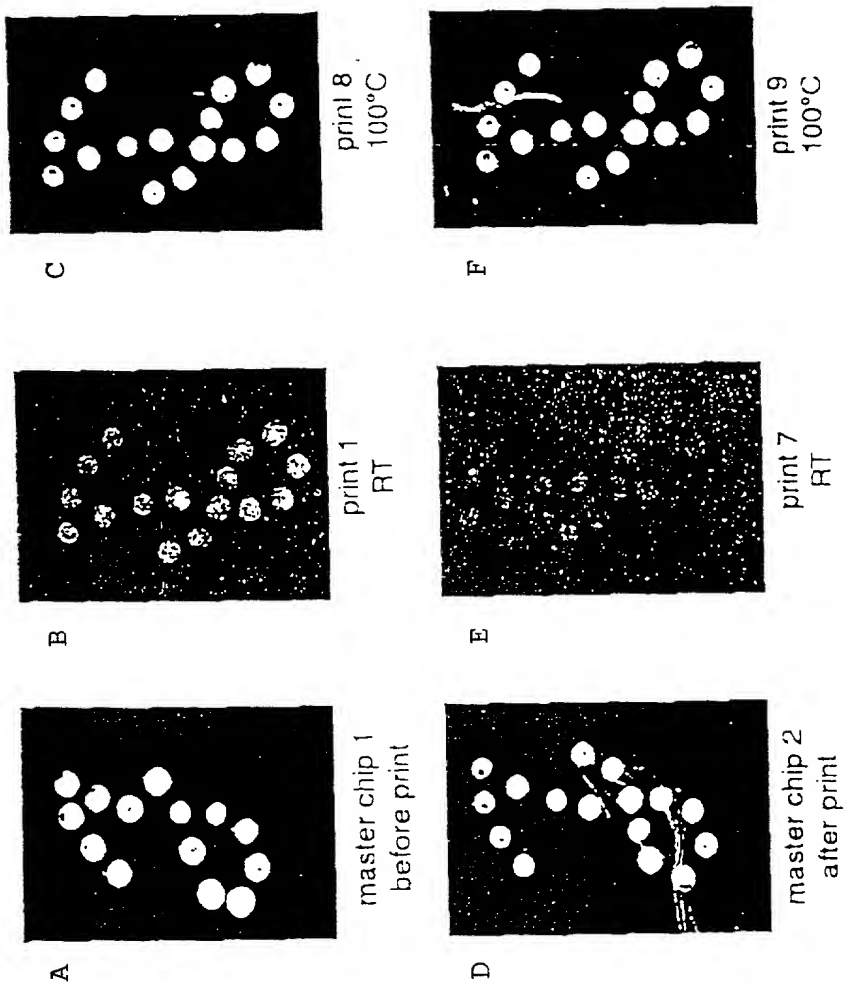 A
master chip 1
before print
B
print 1
RT
C
print 8
100°C
D
master chip 2
after print
E
print 7
RT
F
print 9
100°C